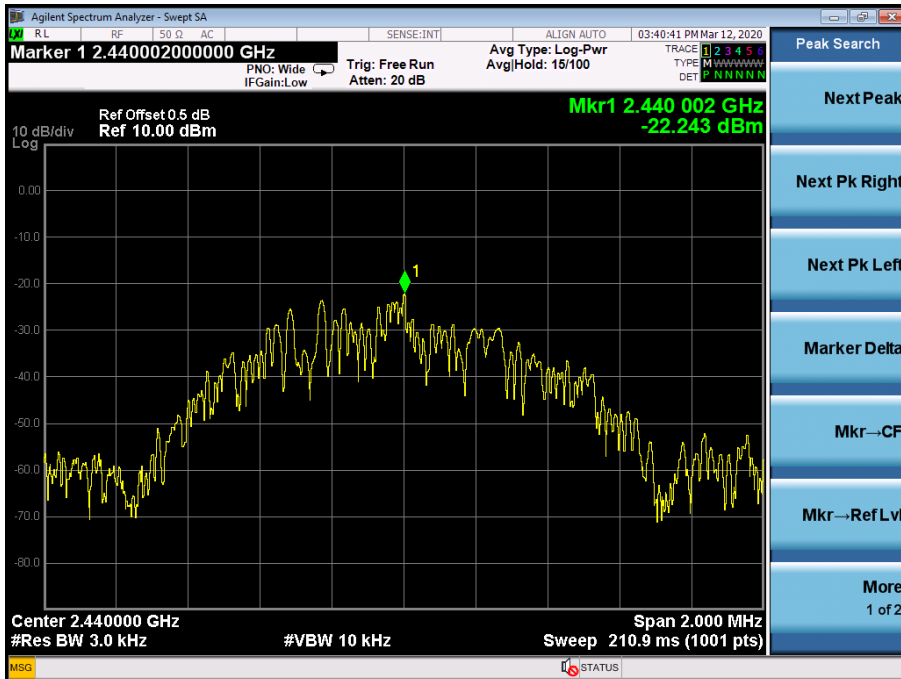 Agilent Spectrum Analyzer - Swept SA
LXI RL RF 50 Ω AC SENSE:INT ALIGN AUTO 03:40:41 PM Mar 12, 2020
Marker 1 2.440002000000 GHz
PNO: Wide
IFGain:Low
Trig: Free Run
Atten: 20 dB
Avg Type: Log-Pwr
Avg|Hold: 15/100
TRACE 1 2 3 4 5 6
TYPE M WWWWW
DET P N N N N N
Peak Search
Next Peak
Next Pk Right
Next Pk Left
Marker Delta
Mkr→CF
Mkr→Ref Lvl
More
1 of 2
Mkr1 2.440 002 GHz
-22.243 dBm
Ref Offset 0.5 dB
10 dB/div Ref 10.00 dBm
Log
0.00
-10.0
-20.0
-30.0
-40.0
-50.0
-60.0
-70.0
-80.0
1
Center 2.440000 GHz Span 2.000 MHz
#Res BW 3.0 kHz #VBW 10 kHz Sweep 210.9 ms (1001 pts)
MSG STATUS